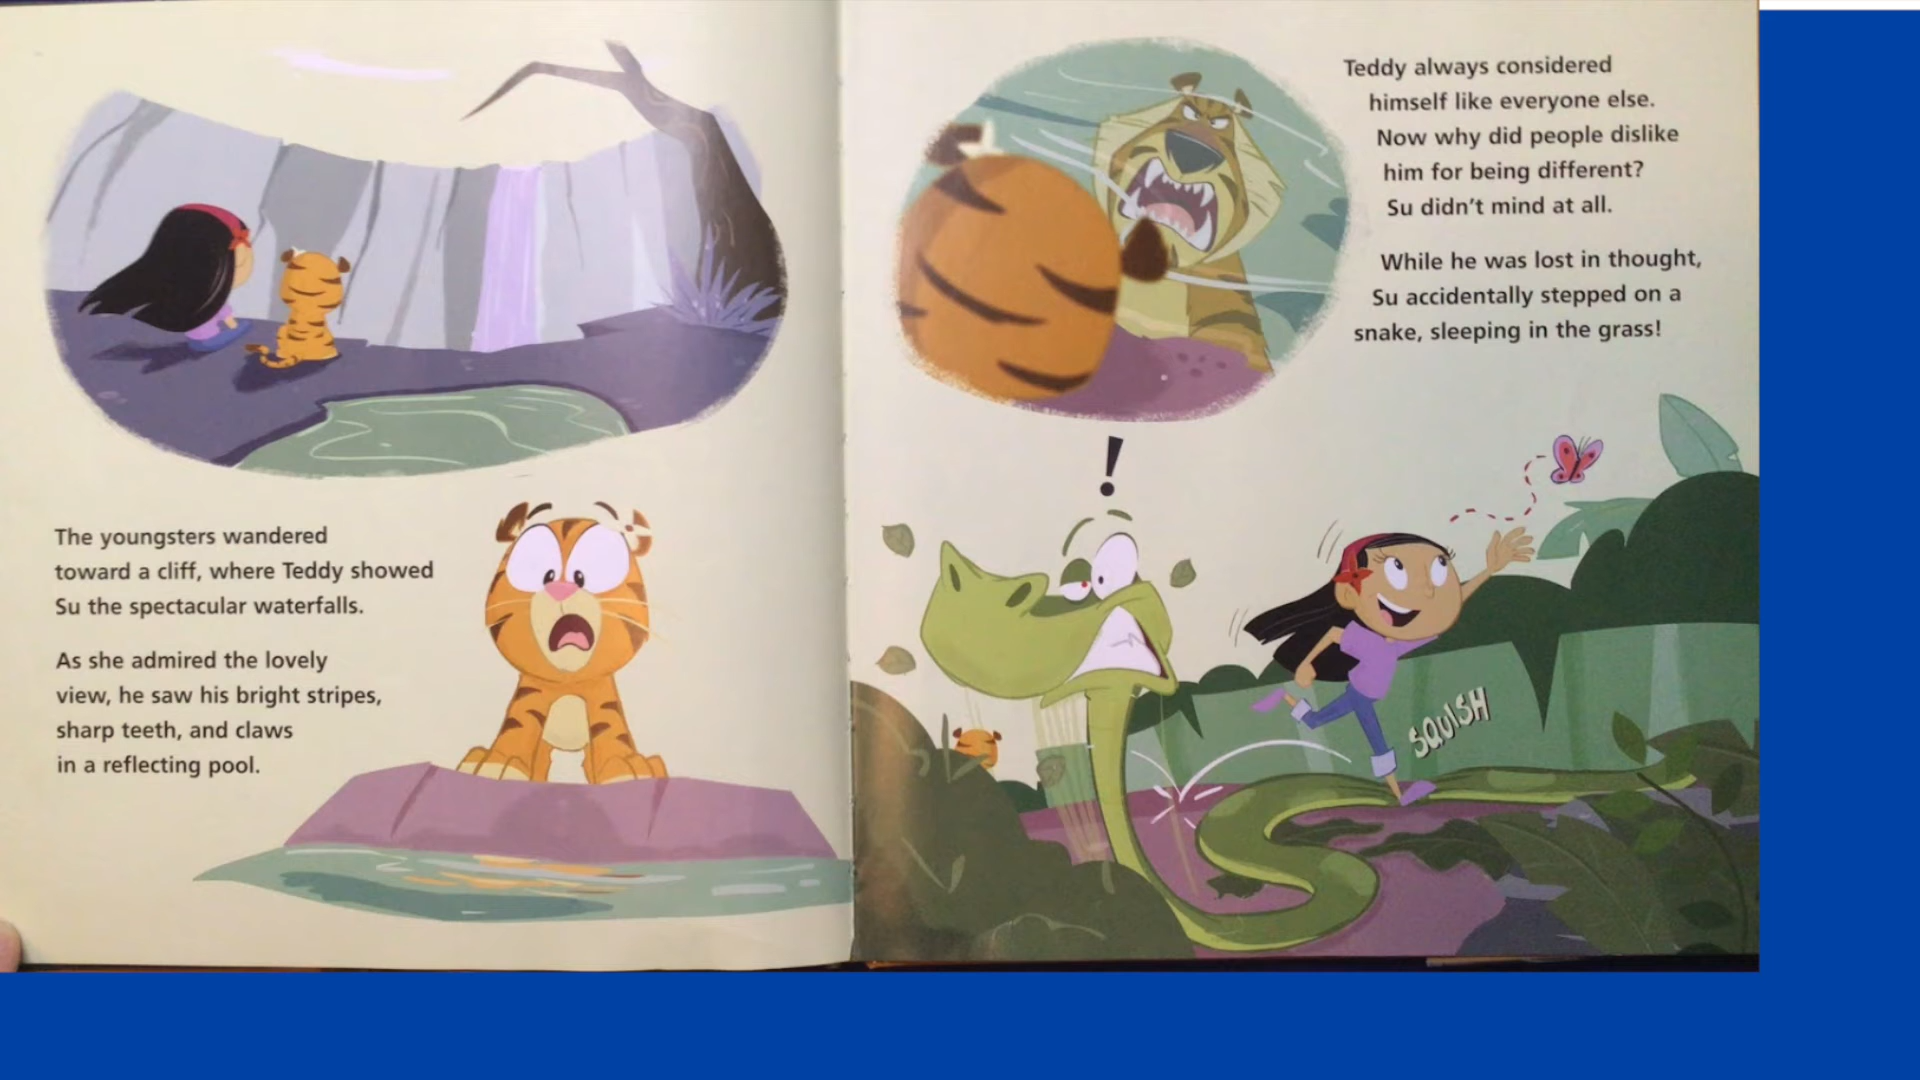 The youngsters wandered
toward a cliff, where Teddy showed
Su the spectacular waterfalls.
As she admired the lovely
view, he saw his bright stripes,
sharp teeth, and claws
in a reflecting pool.
Teddy always considered
himself like everyone else.
Now why did people dislike
him for being different?
Su didn't mind at all.
While he was lost in thought,
Su accidentally stepped on a
snake, sleeping in the grass!
!
SQUISH